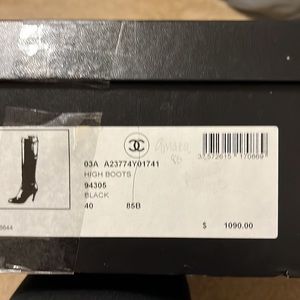 03A A23774Y01741
HIGH BOOTS
94305
BLACK
40 85B
$ 1090.00